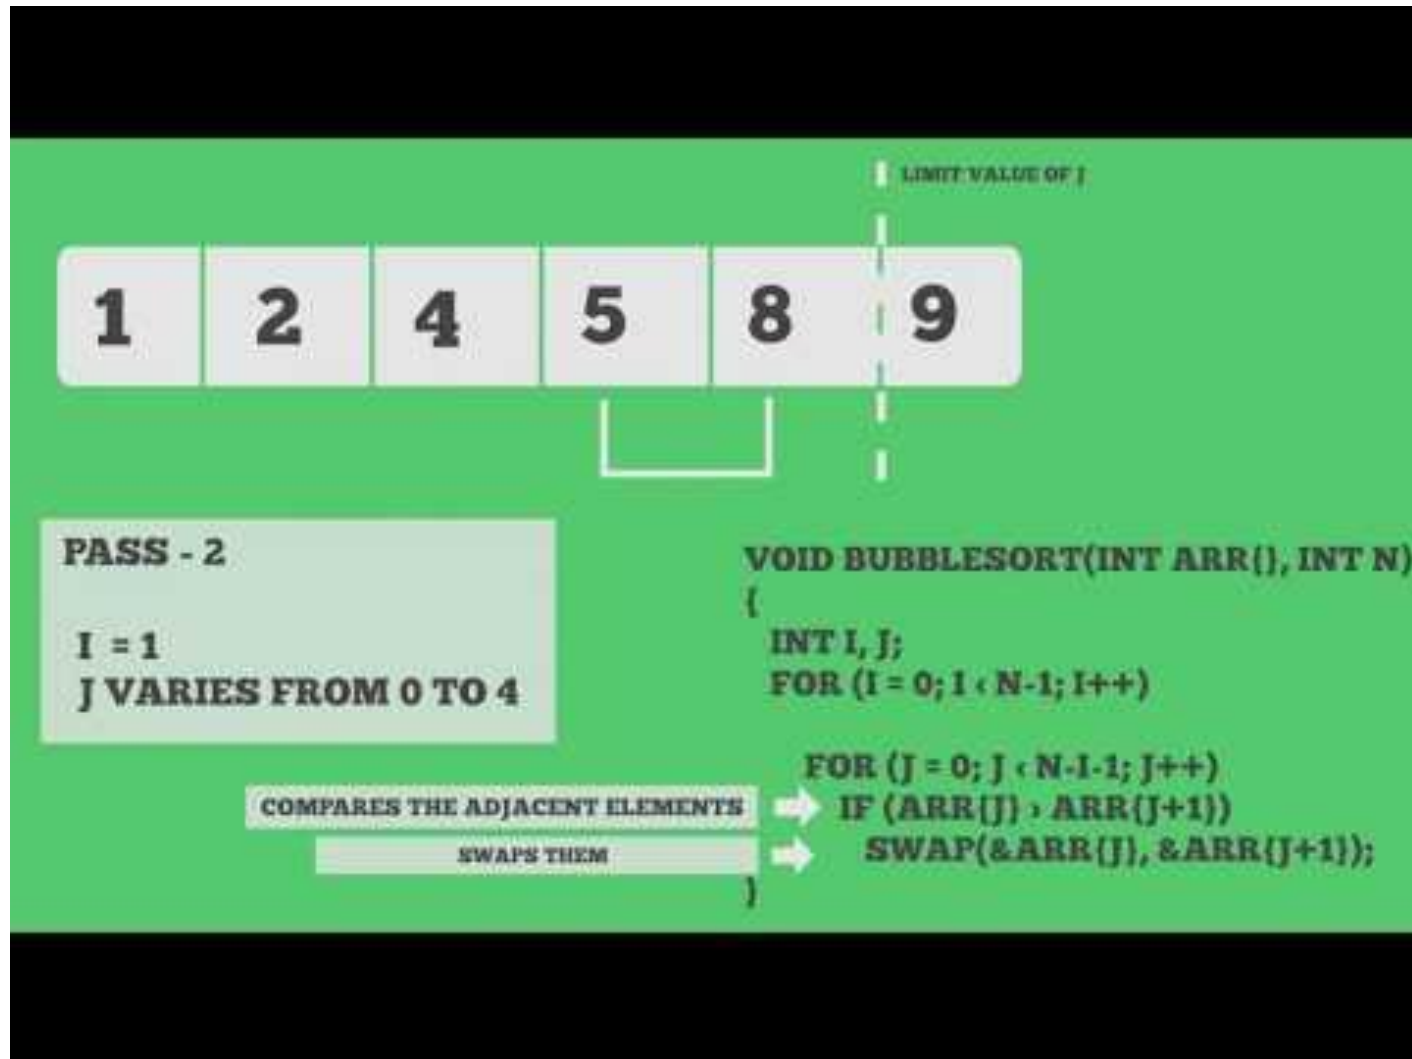 LIMIT VALUE OF J
1 2 4 5 8 9
PASS - 2
I = 1
J VARIES FROM 0 TO 4
VOID BUBBLESORT(INT ARR{}, INT N)
{
INT I, J;
FOR (I = 0; I < N-1; I++)
FOR (J = 0; J < N-I-1; J++)
COMPARES THE ADJACENT ELEMENTS
IF (ARR{J} > ARR{J+1})
SWAPS THEM
SWAP(&ARR{J}, &ARR{J+1});
}